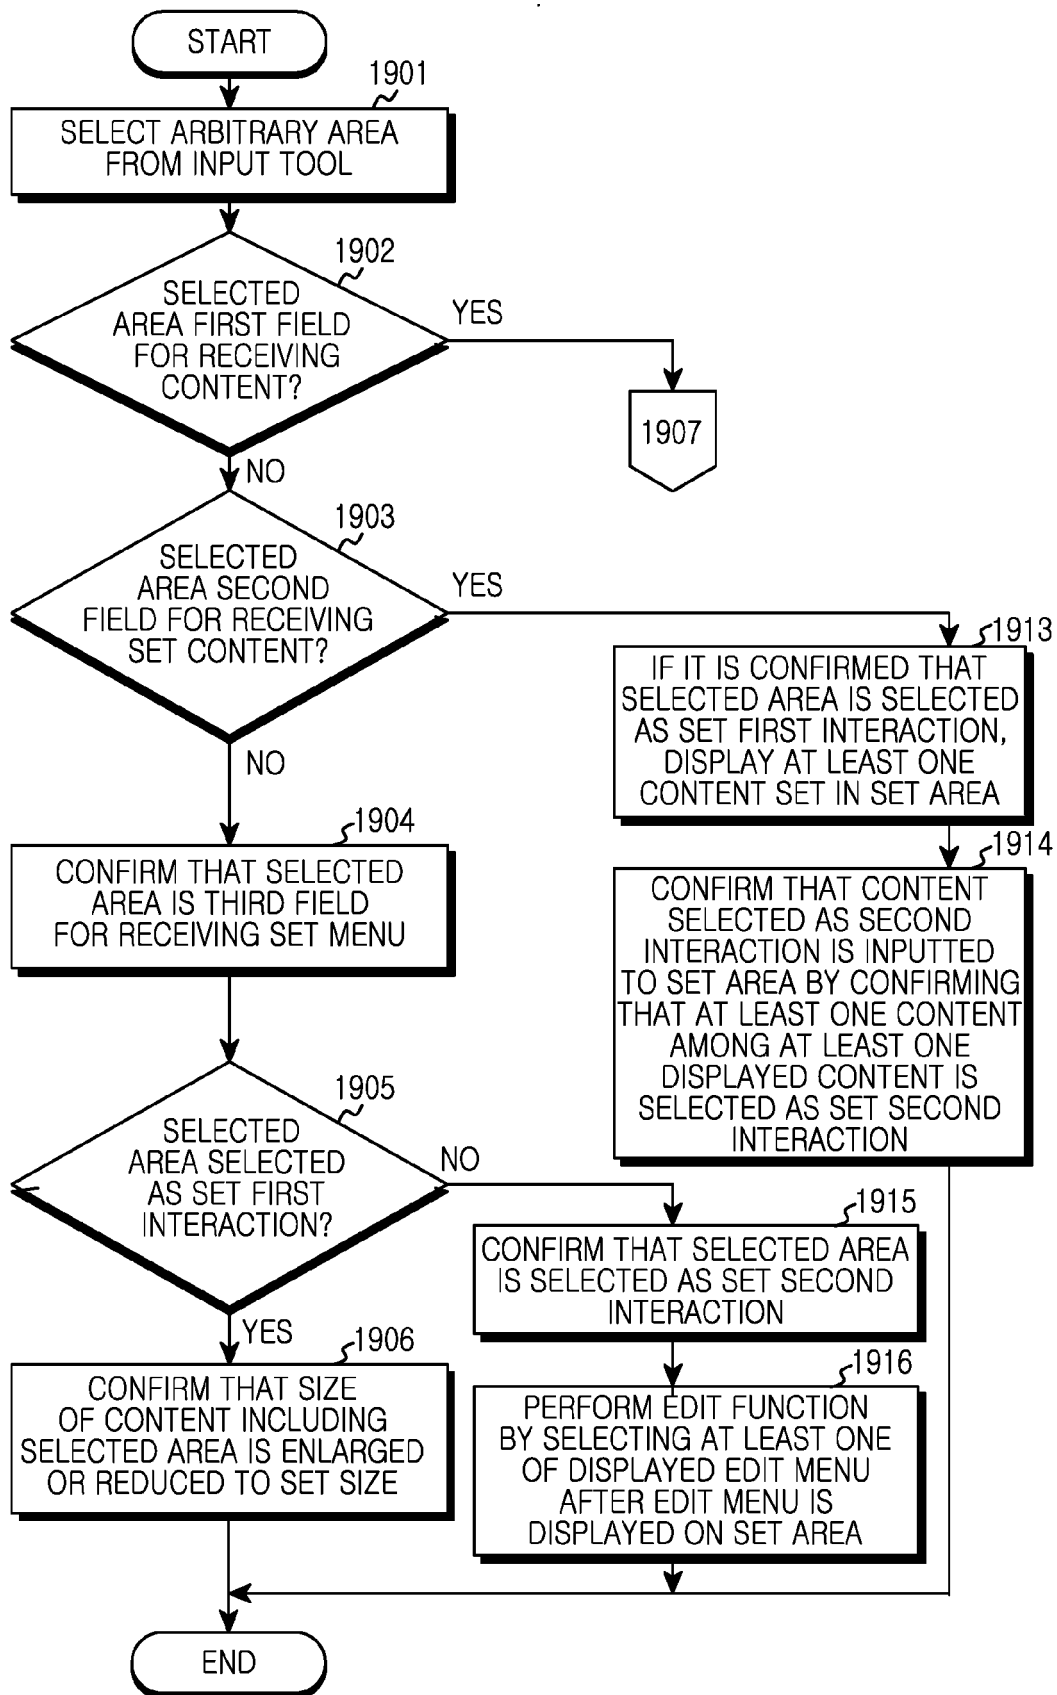 START
1901
SELECT ARBITRARY AREA
FROM INPUT TOOL
1902
SELECTED
AREA FIRST FIELD
FOR RECEIVING
CONTENT?
YES
1907
NO
1903
SELECTED
AREA SECOND
FIELD FOR RECEIVING
SET CONTENT?
YES
NO
1913
IF IT IS CONFIRMED THAT
SELECTED AREA IS SELECTED
AS SET FIRST INTERACTION,
DISPLAY AT LEAST ONE
CONTENT SET IN SET AREA
1904
CONFIRM THAT SELECTED
AREA IS THIRD FIELD
FOR RECEIVING SET MENU
1914
CONFIRM THAT CONTENT
SELECTED AS SECOND
INTERACTION IS INPUTTED
TO SET AREA BY CONFIRMING
THAT AT LEAST ONE CONTENT
AMONG AT LEAST ONE
DISPLAYED CONTENT IS
SELECTED AS SET SECOND
INTERACTION
1905
SELECTED
AREA SELECTED
AS SET FIRST
INTERACTION?
NO
YES
1915
CONFIRM THAT SELECTED AREA
IS SELECTED AS SET SECOND
INTERACTION
1906
CONFIRM THAT SIZE
OF CONTENT INCLUDING
SELECTED AREA IS ENLARGED
OR REDUCED TO SET SIZE
1916
PERFORM EDIT FUNCTION
BY SELECTING AT LEAST ONE
OF DISPLAYED EDIT MENU
AFTER EDIT MENU IS
DISPLAYED ON SET AREA
END